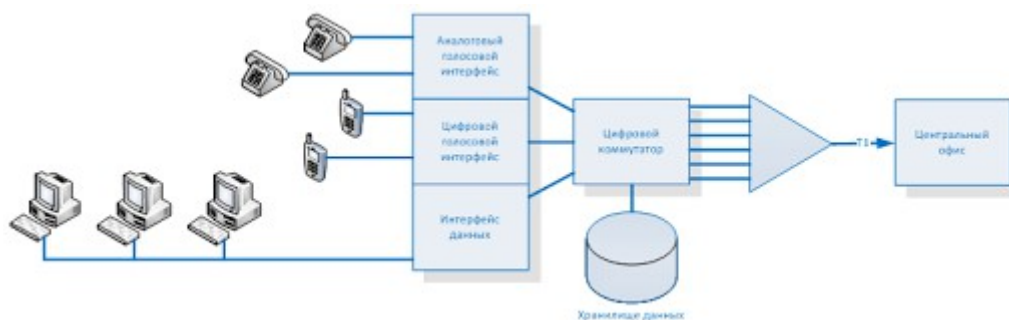 Аналоговый
голосовой
интерфейс
Цифровой
голосовой
интерфейс
Интерфейс
данных
Цифровой
коммутатор
T1
Центральный
офис
Хранилище данных